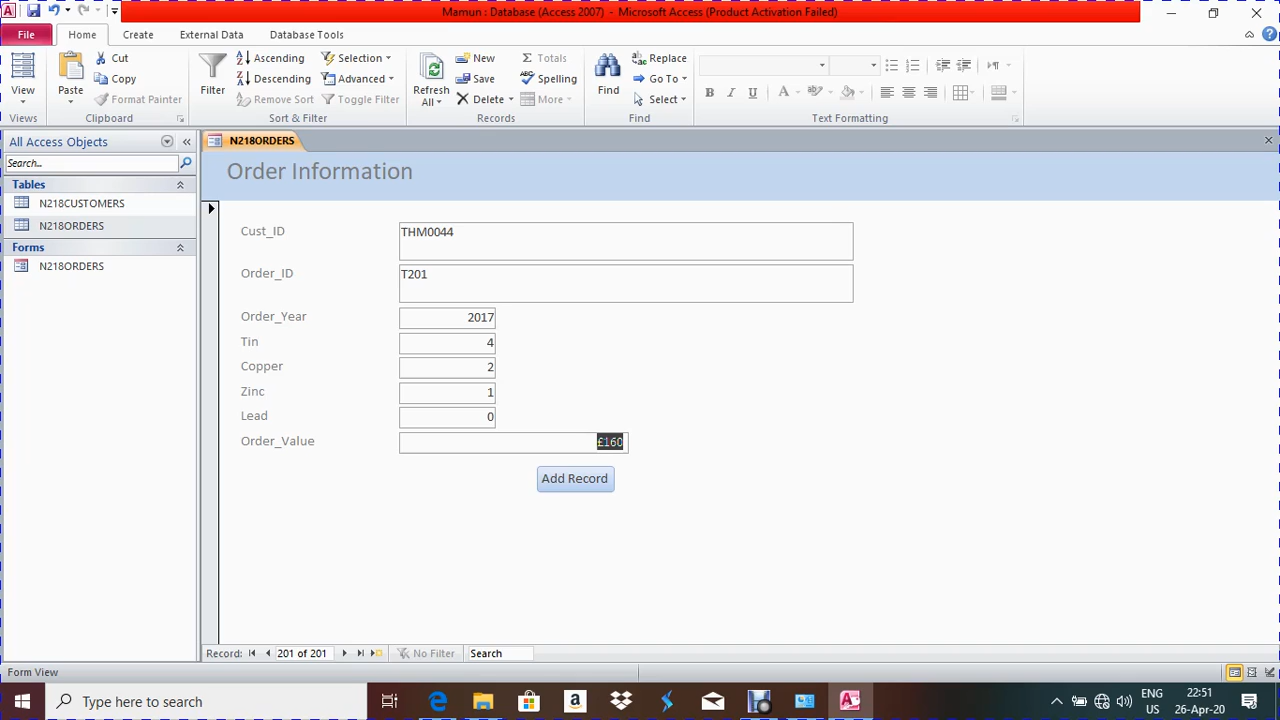 Mamun : Database (Access 2007) - Microsoft Access (Product Activation Failed)
File Home Create External Data Database Tools
View
Views
Paste
Cut
Copy
Format Painter
Clipboard
Filter
Ascending
Descending
Remove Sort
Selection
Advanced
Toggle Filter
Sort & Filter
Refresh
All
New
Save
Delete
Totals
Spelling
More
Records
Find
Replace
Go To
Select
Find
B I U A
Text Formatting
All Access Objects
Search..
Tables
N218CUSTOMERS
N218ORDERS
Forms
N218ORDERS
N218ORDERS
Order Information
Cust_ID THM0044
Order_ID T201
Order_Year 2017
Tin 4
Copper 2
Zinc 1
Lead 0
Order_Value £160
Add Record
Record: 201 of 201 No Filter Search
Form View
Type here to search
ENG
US
22:51
26-Apr-20